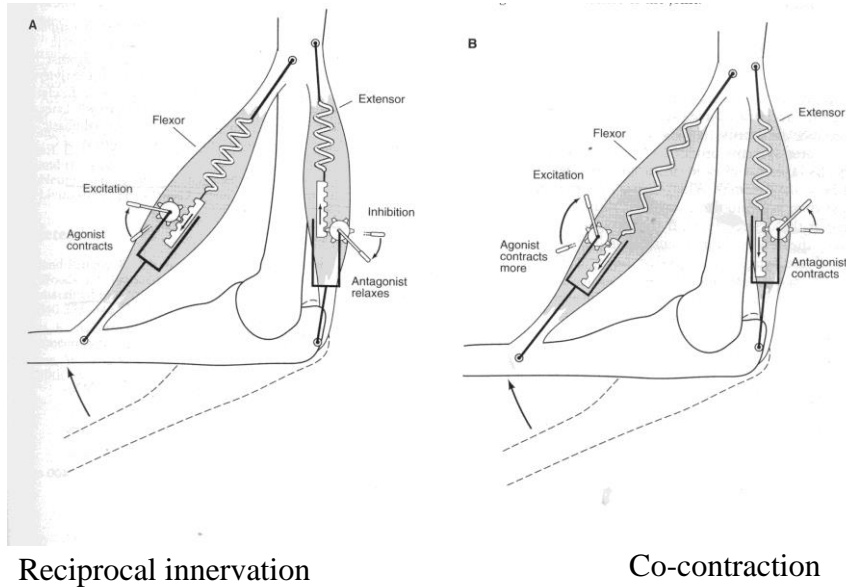 A
Extensor
Flexor
Excitation
Inhibition
Agonist
contracts
Antagonist
relaxes
B
Extensor
Flexor
Excitation
Agonist
contracts
more
Antagonist
contracts
Reciprocal innervation
Co-contraction